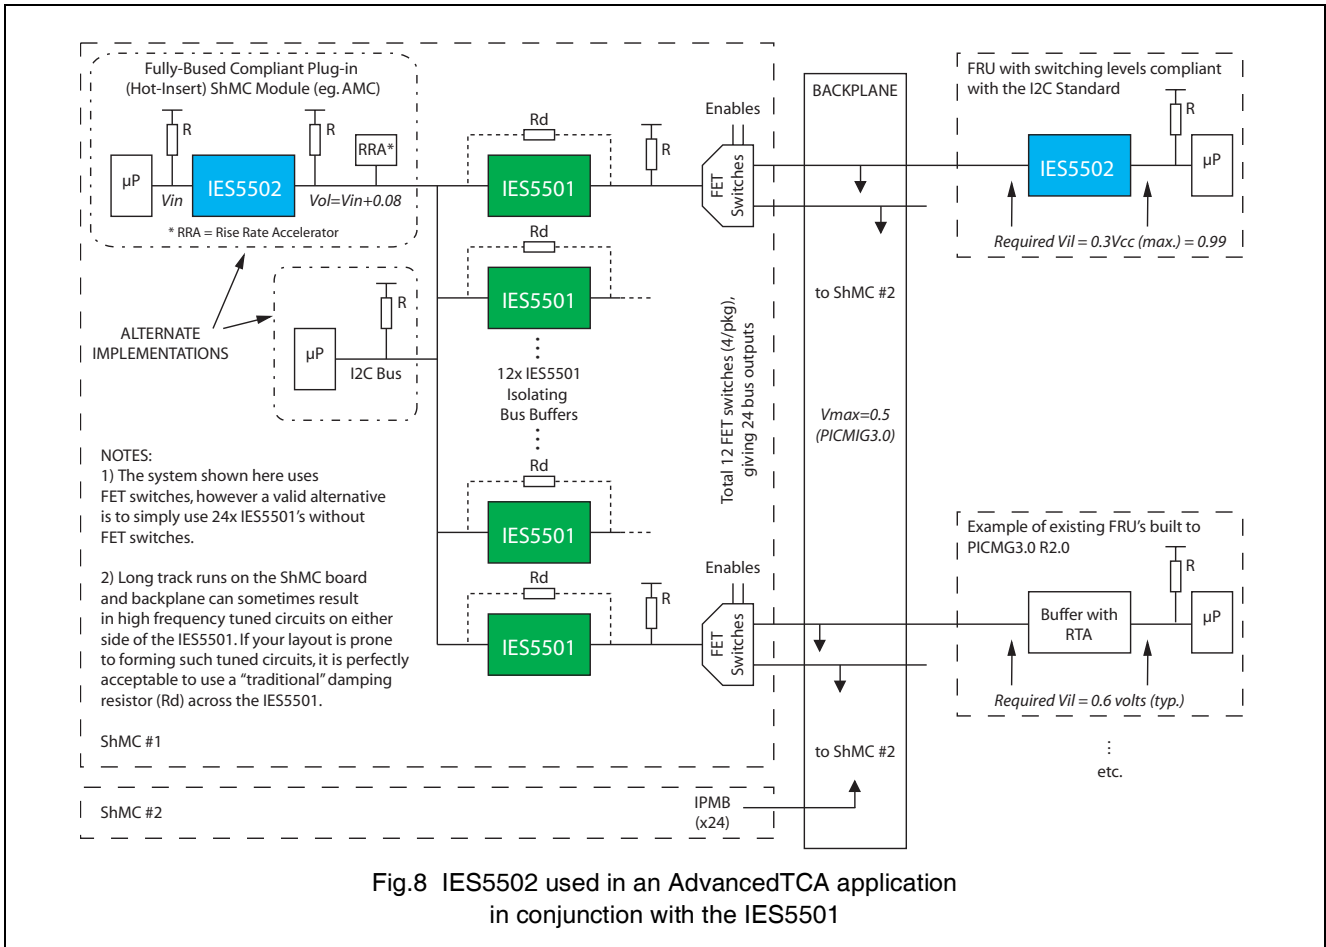 Fully-Bused Compliant Plug-in
(Hot-Insert) ShMC Module (eg. AMC)
R
R
RRA*
µP
IES5502
Vin
Vol=Vin+0.08
* RRA = Rise Rate Accelerator
ALTERNATE
IMPLEMENTATIONS
R
µP
I2C Bus
Rd
IES5501
Rd
IES5501
12x IES5501
Isolating
Bus Buffers
Rd
IES5501
Rd
IES5501
R
Enables
FET
Switches
Total 12 FET switches (4/pkg),
giving 24 bus outputs
R
Enables
FET
Switches
NOTES:
1) The system shown here uses
FET switches, however a valid alternative
is to simply use 24x IES5501's without
FET switches.
2) Long track runs on the ShMC board
and backplane can sometimes result
in high frequency tuned circuits on either
side of the IES5501. If your layout is prone
to forming such tuned circuits, it is perfectly
acceptable to use a “traditional” damping
resistor (Rd) across the IES5501.
ShMC #1
ShMC #2
IPMB
(x24)
BACKPLANE
to ShMC #2
Vmax=0.5
(PICMIG3.0)
to ShMC #2
FRU with switching levels compliant
with the I2C Standard
R
IES5502
µP
Required Vil = 0.3Vcc (max.) = 0.99
Example of existing FRU's built to
PICMG3.0 R2.0
R
Buffer with
RTA
µP
Required Vil = 0.6 volts (typ.)
etc.
Fig.8 IES5502 used in an AdvancedTCA application
in conjunction with the IES5501